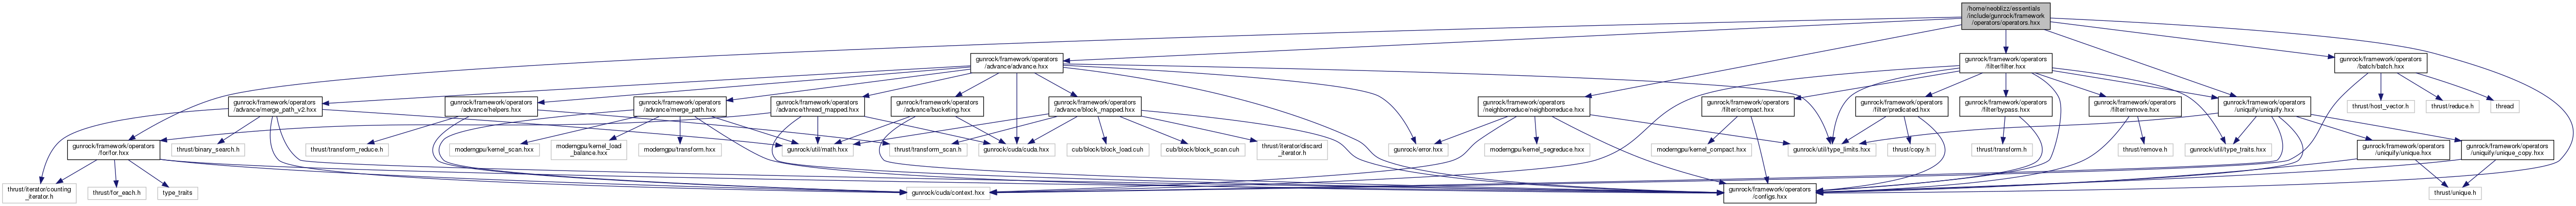 /home/neoblizz/essentials
/include/gunrock/framework
/operators/operators.hxx
gunrock/framework/operators
/advance/advance.hxx
gunrock/framework/operators
/filter/filter.hxx
gunrock/framework/operators
/batch/batch.hxx
gunrock/framework/operators
/advance/merge_path_v2.hxx
gunrock/framework/operators
/advance/helpers.hxx
gunrock/framework/operators
/advance/merge_path.hxx
gunrock/framework/operators
/advance/thread_mapped.hxx
gunrock/framework/operators
/advance/bucketing.hxx
gunrock/framework/operators
/advance/block_mapped.hxx
gunrock/framework/operators
/neighborreduce/neighborreduce.hxx
gunrock/framework/operators
/filter/compact.hxx
gunrock/framework/operators
/filter/predicated.hxx
gunrock/framework/operators
/filter/bypass.hxx
gunrock/framework/operators
/filter/remove.hxx
gunrock/framework/operators
/uniquify/uniquify.hxx
thrust/host_vector.h
thrust/reduce.h
thread
gunrock/framework/operators
/for/for.hxx
thrust/binary_search.h
thrust/transform_reduce.h
moderngpu/kernel_scan.hxx
moderngpu/kernel_load
_balance.hxx
moderngpu/transform.hxx
gunrock/util/math.hxx
thrust/transform_scan.h
gunrock/cuda/cuda.hxx
cub/block/block_load.cuh
cub/block/block_scan.cuh
thrust/iterator/discard
_iterator.h
gunrock/error.hxx
moderngpu/kernel_segreduce.hxx
moderngpu/kernel_compact.hxx
gunrock/util/type_limits.hxx
thrust/copy.h
thrust/transform.h
thrust/remove.h
gunrock/util/type_traits.hxx
gunrock/framework/operators
/uniquify/unique.hxx
gunrock/framework/operators
/uniquify/unique_copy.hxx
thrust/iterator/counting
_iterator.h
thrust/for_each.h
type_traits
gunrock/cuda/context.hxx
gunrock/framework/operators
/configs.hxx
thrust/unique.h